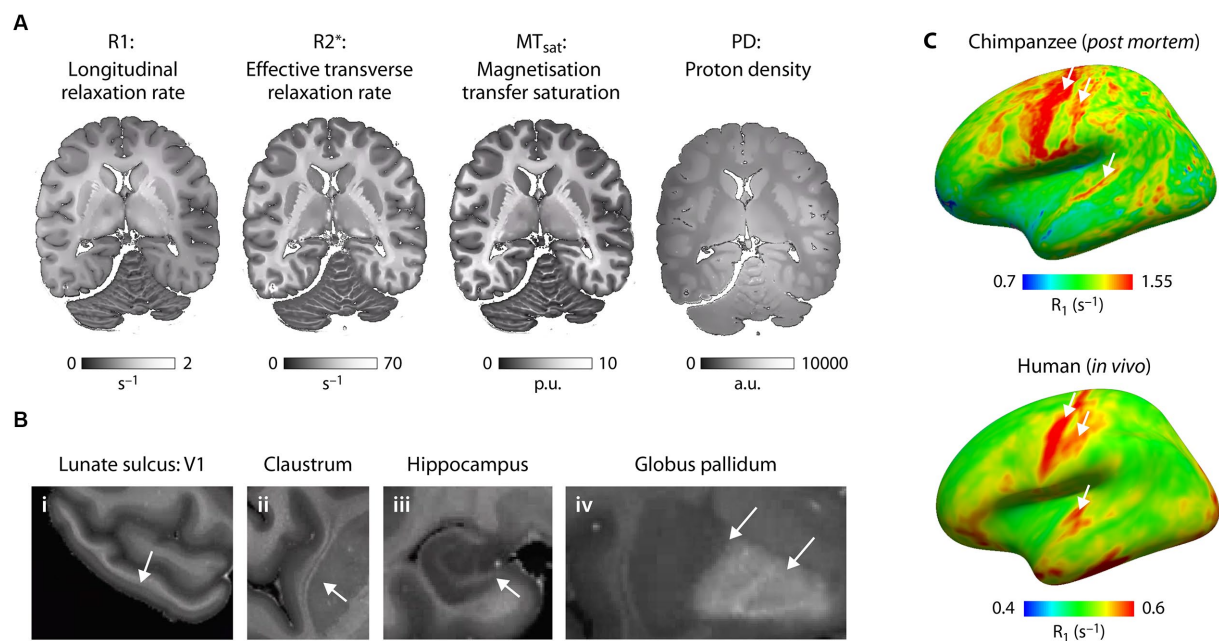 A
R1:
Longitudinal
relaxation rate
R2*:
Effective transverse
relaxation rate
MTsat:
Magnetisation
transfer saturation
PD:
Proton density
0 2
s⁻¹
0 70
s⁻¹
0 10
p.u.
0 10000
a.u.
B
Lunate sulcus: V1
Claustrum
Hippocampus
Globus pallidum
i
ii
iii
iv
C
Chimpanzee (post mortem)
0.7 1.55
R₁ (s⁻¹)
Human (in vivo)
0.4 0.6
R₁ (s⁻¹)